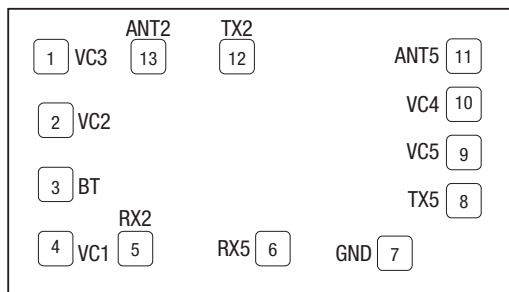 ANT2 TX2
1 VC3 13 12 ANT5 11
VC4 10
2 VC2
VC5 9
3 BT
TX5 8
RX2
4 VC1 5 RX5 6 GND 7